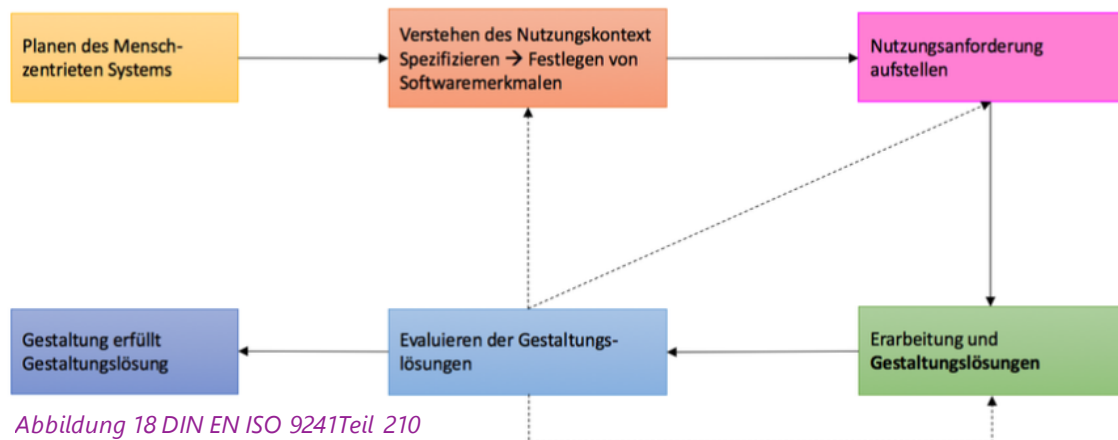 Planen des Mensch-
zentrieten Systems
Verstehen des Nutzungskontext
Spezifizieren → Festlegen von
Softwaremerkmalen
Nutzungsanforderung
aufstellen
Gestaltung erfüllt
Gestaltungslösung
Evaluieren der Gestaltungs-
lösungen
Erarbeitung und
Gestaltungslösungen
Abbildung 18 DIN EN ISO 9241Teil 210